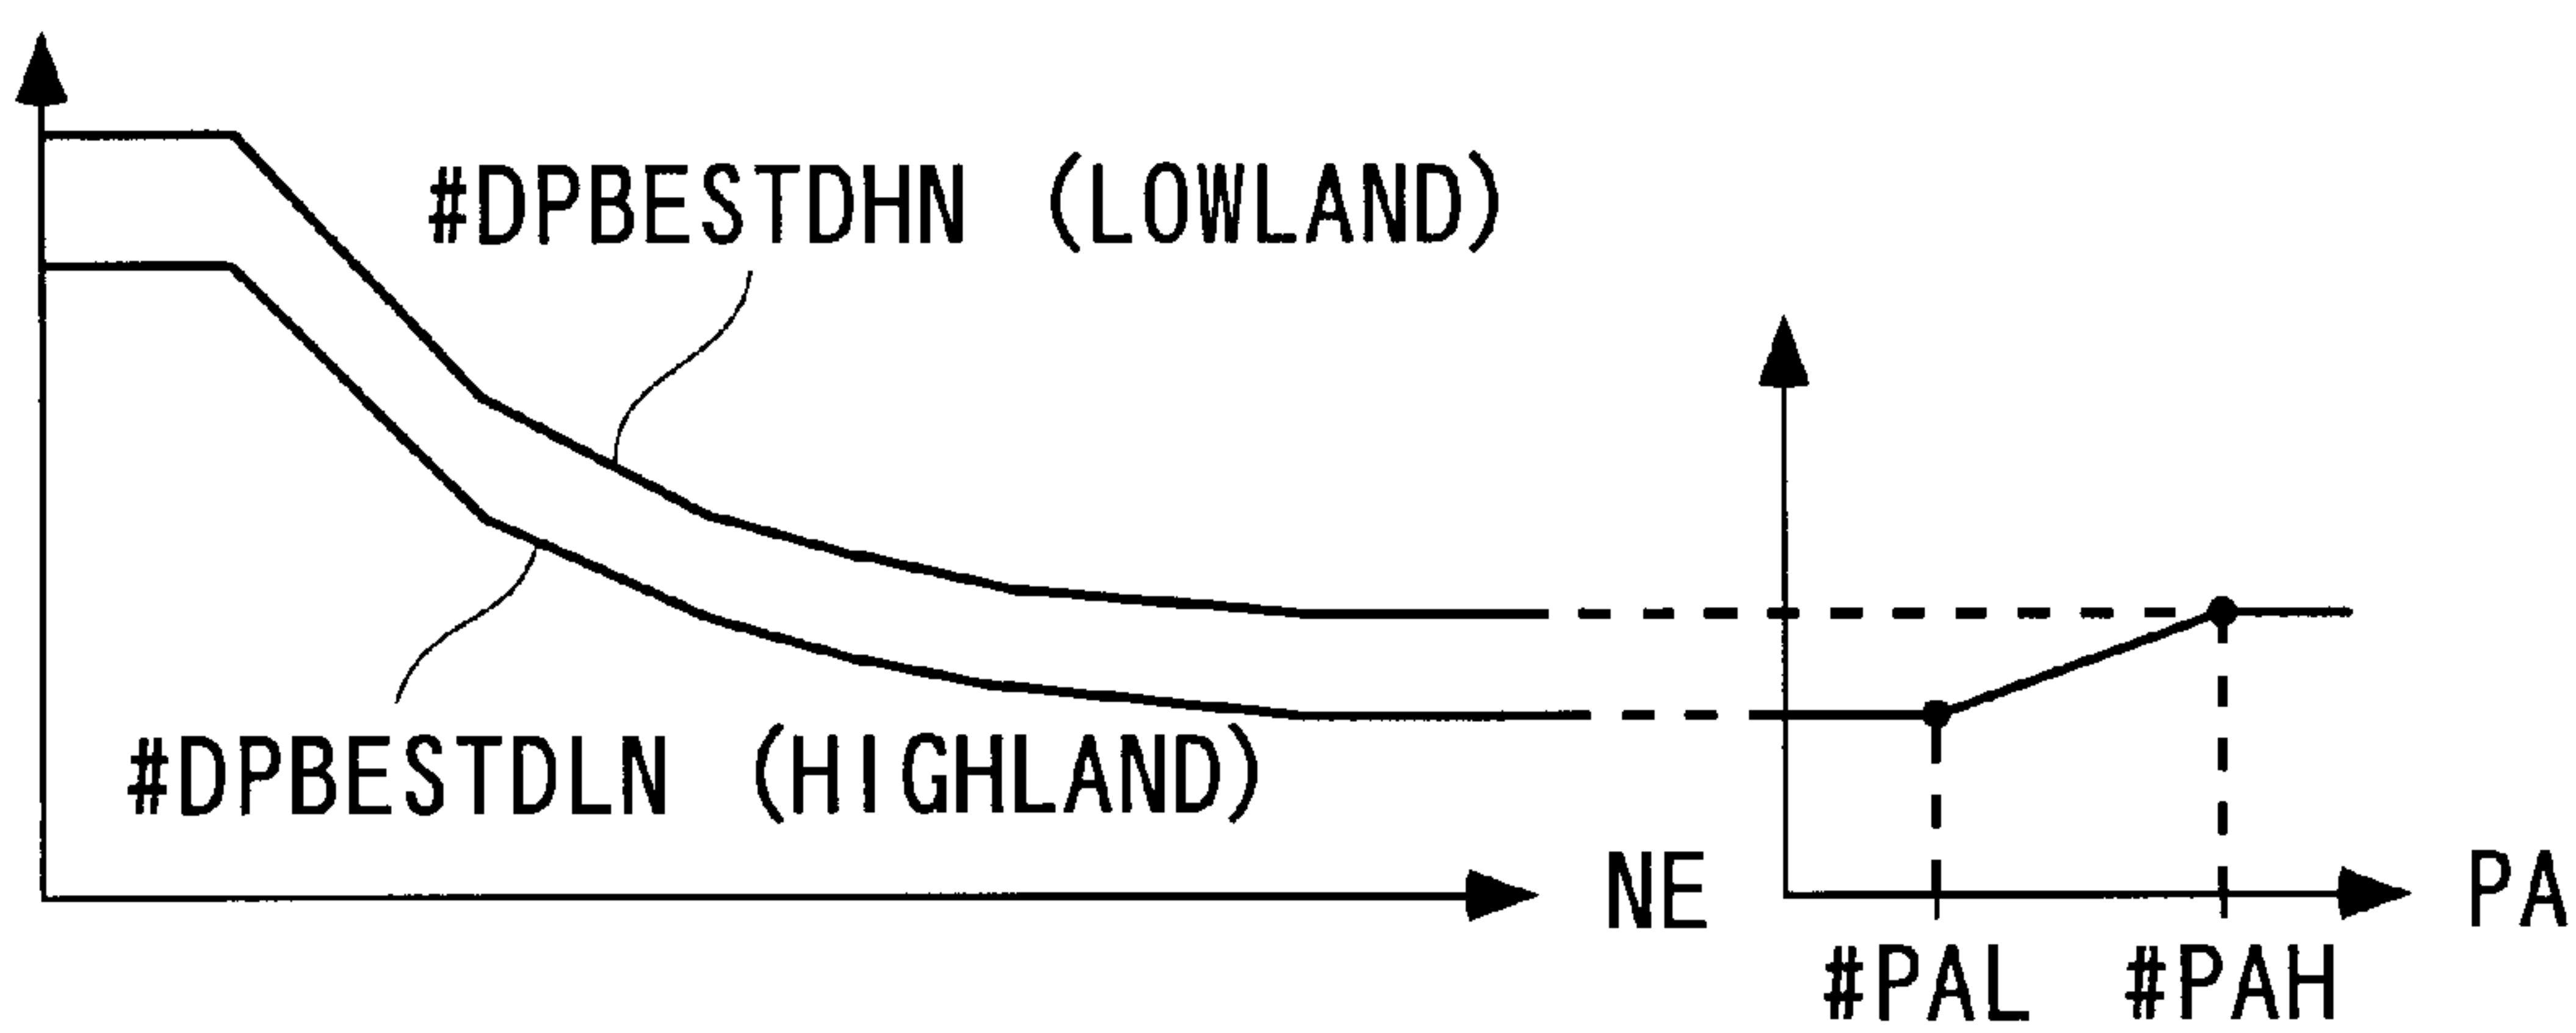 #DPBESTDHN (LOWLAND)
#DPBESTDLN (HIGHLAND)
NE
PA
#PAL
#PAH